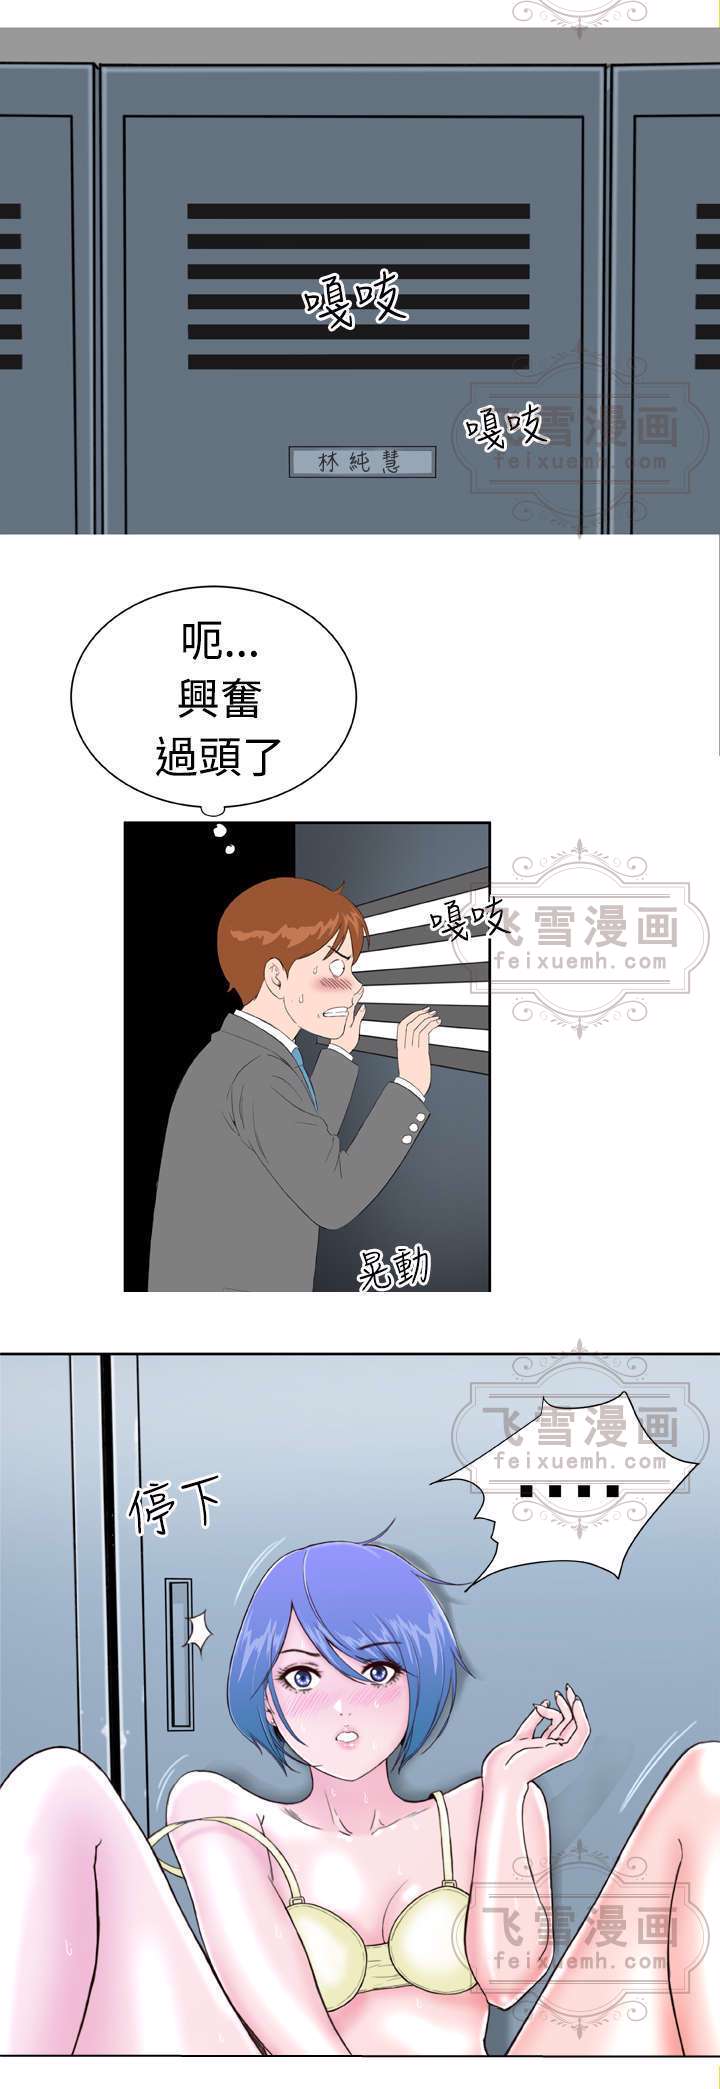 嘎吱
飞雪漫画
feixuemh.com
嘎吱
林純慧
呃...
興奮
過頭了
飞雪漫画
feixuemh.com
嘎吱
晃動
飞雪漫画
feixuemh.com
....
停下
飞雪漫画
feixuemh.com